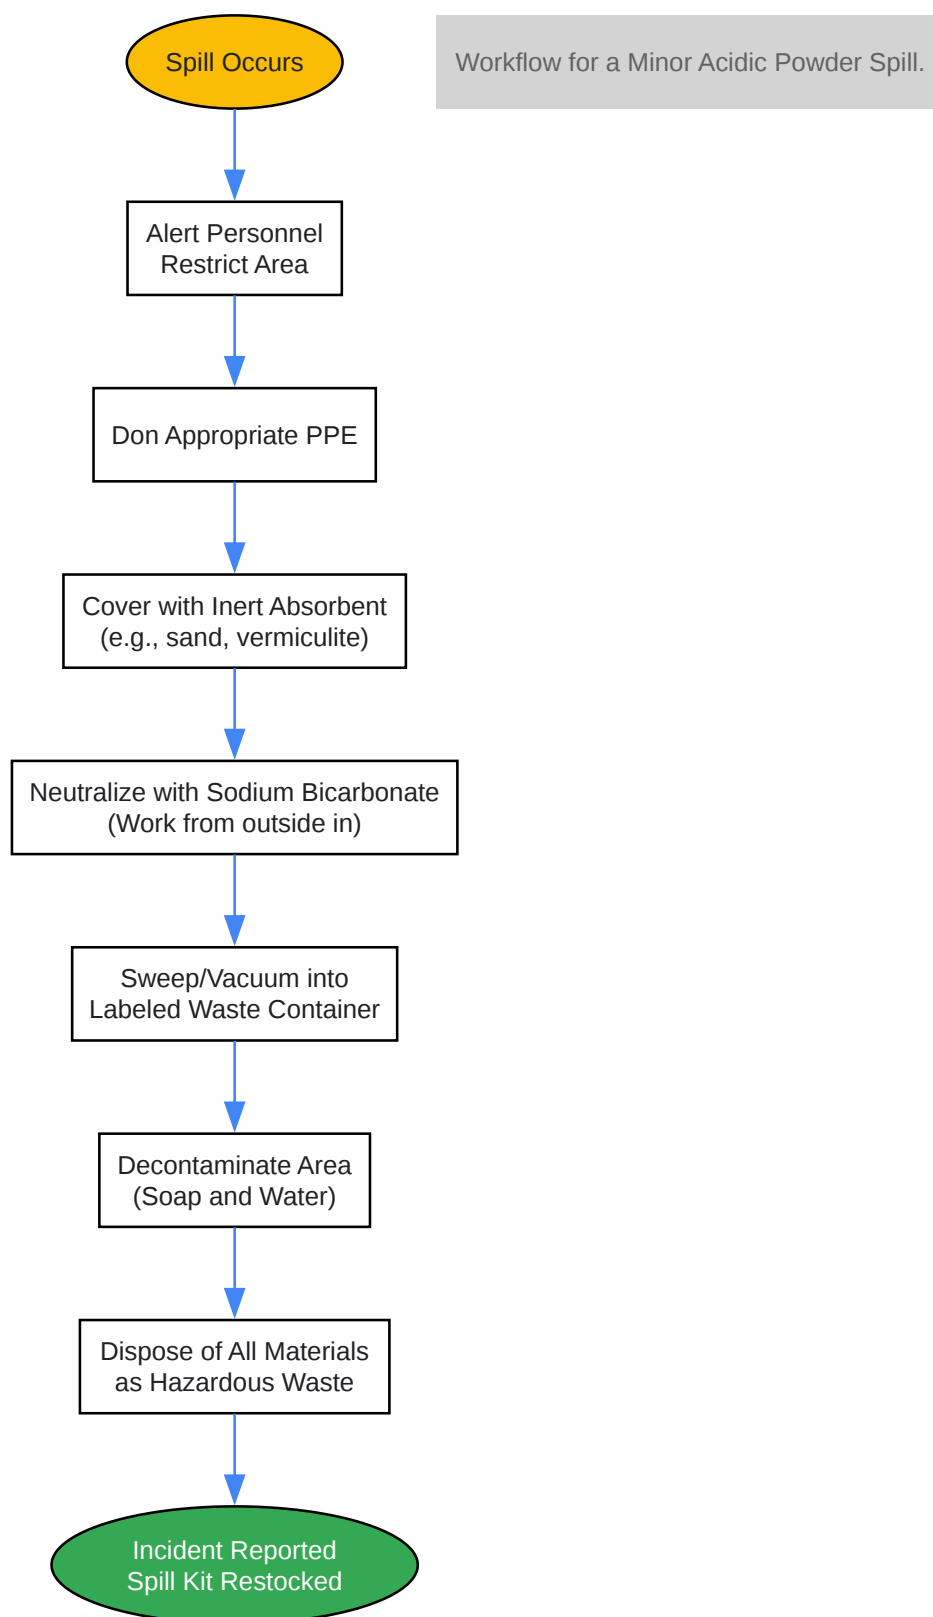 Spill Occurs
Workflow for a Minor Acidic Powder Spill.
Alert Personnel
Restrict Area
Don Appropriate PPE
Cover with Inert Absorbent
(e.g., sand, vermiculite)
Neutralize with Sodium Bicarbonate
(Work from outside in)
Sweep/Vacuum into
Labeled Waste Container
Decontaminate Area
(Soap and Water)
Dispose of All Materials
as Hazardous Waste
Incident Reported
Spill Kit Restocked